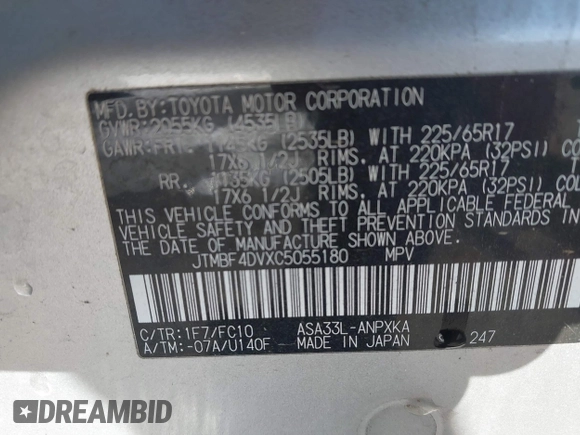 MFD.BY:TOYOTA MOTOR CORPORATION
GVWR:2055KG (4535LB)
GAWR:FRT. 1145KG (2535LB) WITH 225/65R17
17X6 1/2J RIMS. AT 220KPA (32PSI) CO
RR. 1135KG (2505LB) WITH 225/65R17
17X6 1/2J RIMS. AT 220KPA (32PSI) COL
THIS VEHICLE CONFORMS TO ALL APPLICABLE FEDERAL
VEHICLE SAFETY AND STANDARDS IN
THE DATE OF MANUFACTURE SHOWN ABOVE.
JTMBF4DVXC5055180 MPV
C/TR:1F7/FC10 ASA33L-ANPXKA
A/TM:-07A/U140F MADE IN JAPAN 247
DREAMBID